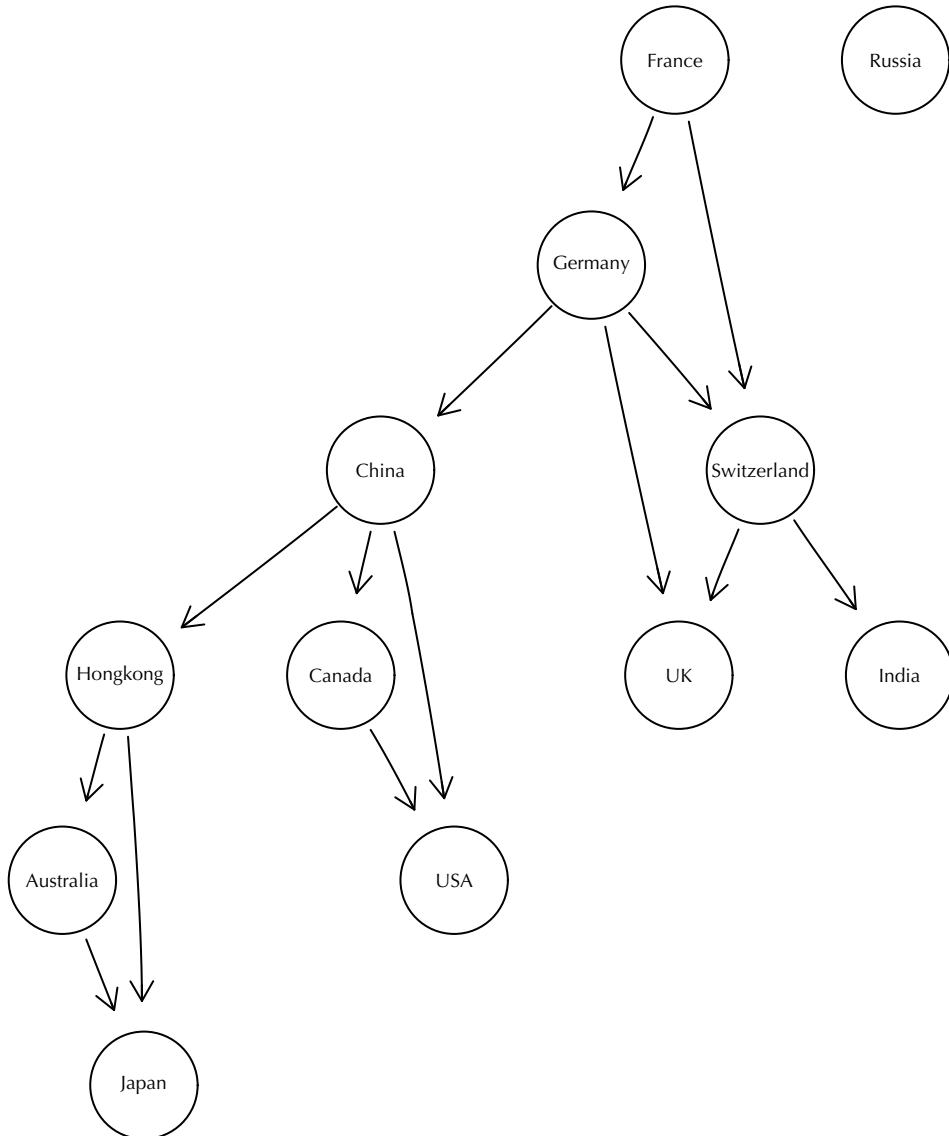 France
Russia
Germany
China
Switzerland
Hongkong
Canada
UK
India
Australia
USA
Japan